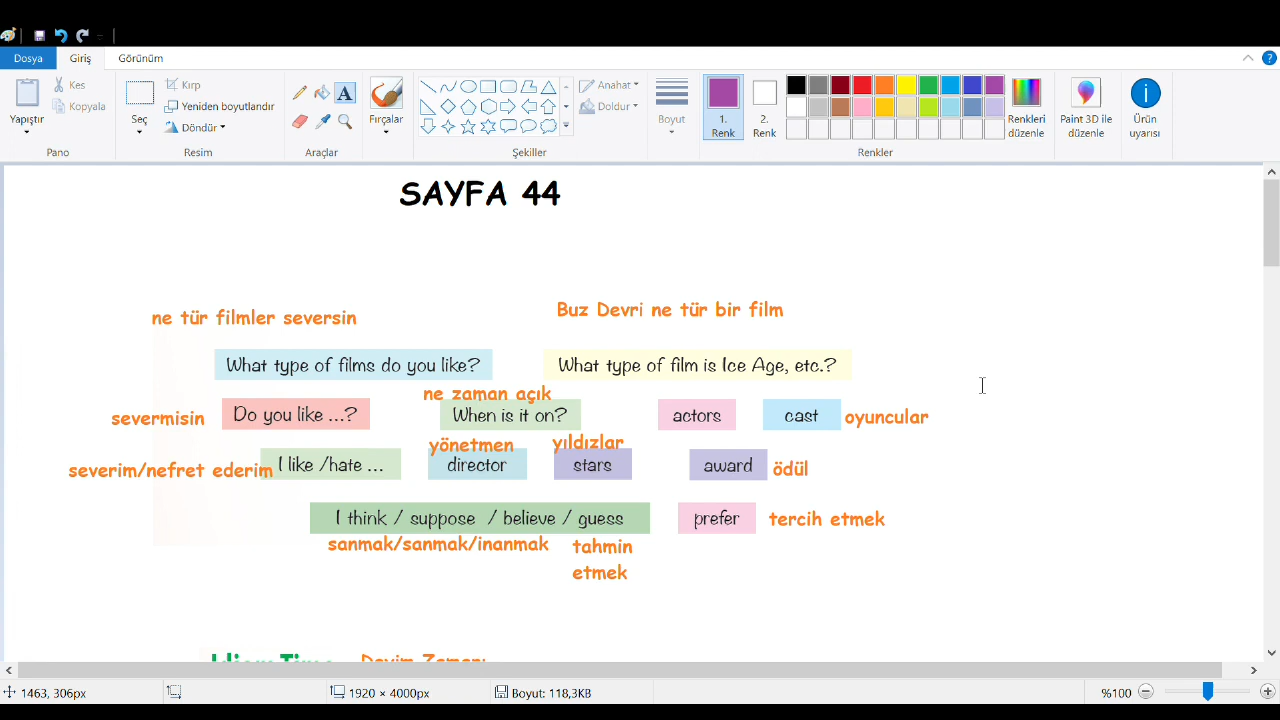 Dosya Giriş Görünüm
Kes
Kopyala
Yapıştır
Pano
Seç
Kırp
Yeniden boyutlandır
Döndür
Resim
A
Araçlar
Fırçalar
Şekiller
Anahat
Doldur
Boyut
1. Renk
2. Renk
Renkleri düzenle
Renkler
Paint 3D ile düzenle
Ürün uyarısı
SAYFA 44
ne tür filmler seversin
Buz Devri ne tür bir film
What type of films do you like?
What type of film is Ice Age, etc.?
ne zaman açık
severmisin Do you like ...? When is it on? actors cast oyuncular
yönetmen yıldızlar
severim/nefret ederim I like /hate ... director stars award ödül
I think / suppose / believe / guess prefer tercih etmek
sanmak/sanmak/inanmak tahmin
etmek
1463, 306px 1920 × 4000px Boyut: 118,3KB %100